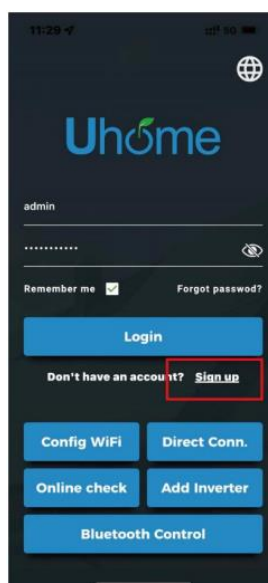 11:29
5G
Uhome
admin
...........
Remember me Forgot passwod?
Login
Don't have an account? Sign up
Config WiFi Direct Conn.
Online check Add Inverter
Bluetooth Control